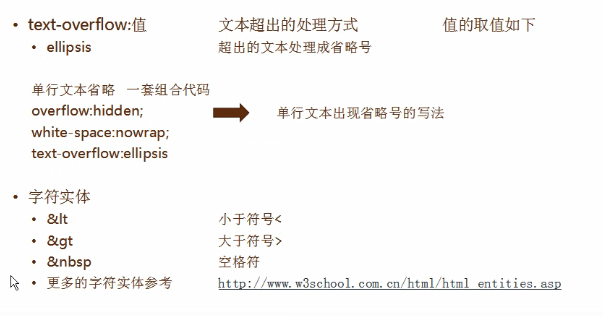 • text-overflow:值 文本超出的处理方式 值的取值如下
• ellipsis 超出的文本处理成省略号
单行文本省略 一套组合代码
overflow:hidden;
white-space:nowrap; 单行文本出现省略号的写法
text-overflow:ellipsis
• 字符实体
• &lt 小于符号<
• &gt 大于符号>
• &nbsp 空格符
• 更多的字符实体参考 http://www.w3school.com.cn/html/html_entities.asp